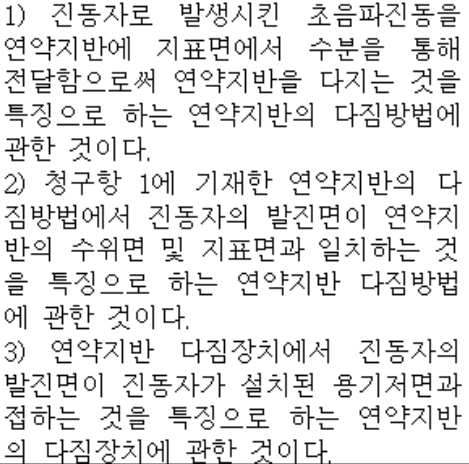 1) 진동자로 발생시킨 초음파진동을
연약지반에 지표면에서 수분을 통해
전달함으로써 연약지반을 다지는 것을
특징으로 하는 연약지반의 다짐방법에
관한 것이다.
2) 청구항 1에 기재한 연약지반의 다
짐방법에서 진동자의 발진면이 연약지
반의 수위면 및 지표면과 일치하는 것
을 특징으로 하는 연약지반 다짐방법
에 관한 것이다.
3) 연약지반 다짐장치에서 진동자의
발진면이 진동자가 설치된 용기저면과
접하는 것을 특징으로 하는 연약지반
의 다짐장치에 관한 것이다.